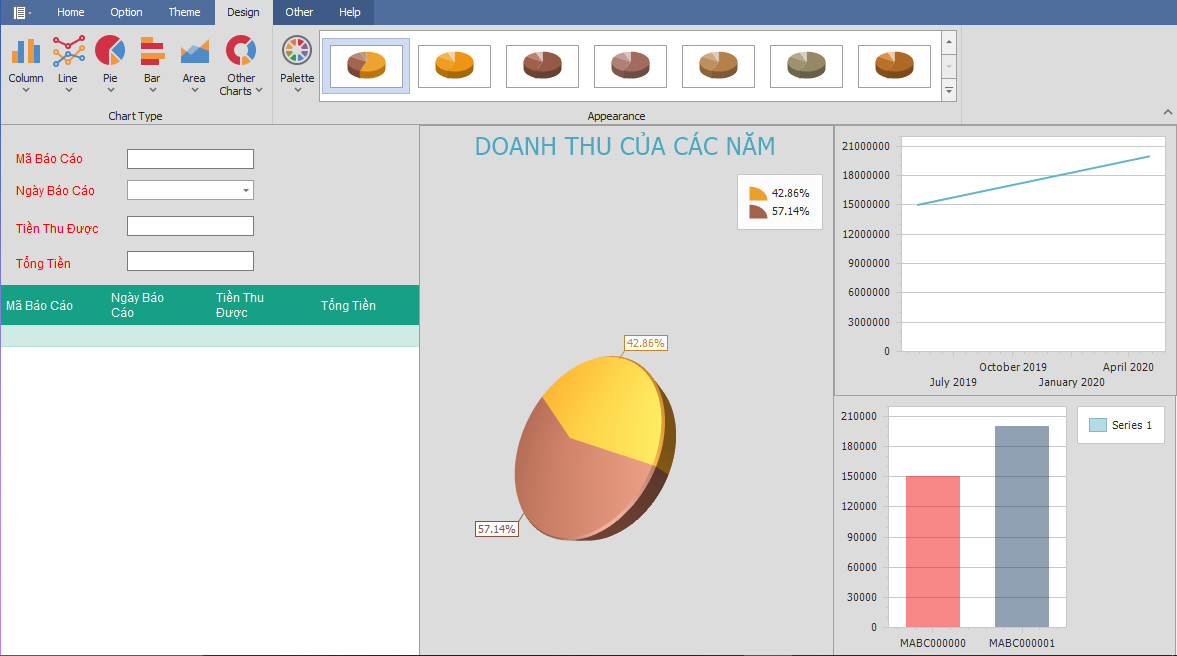 Home Option Theme Design Other Help
Column Line Pie Bar Area Other Charts Palette
Chart Type Appearance
Mã Báo Cáo
Ngày Báo Cáo
Tiền Thu Được
Tổng Tiền
Mã Báo Cáo Ngày Báo Cáo Tiền Thu Được Tổng Tiền
DOANH THU CỦA CÁC NĂM
42.86%
57.14%
42.86%
57.14%
21000000
18000000
15000000
12000000
9000000
6000000
3000000
0
October 2019 April 2020
July 2019 January 2020
210000
180000
150000
120000
90000
60000
30000
0
MABC000000 MABC000001
Series 1